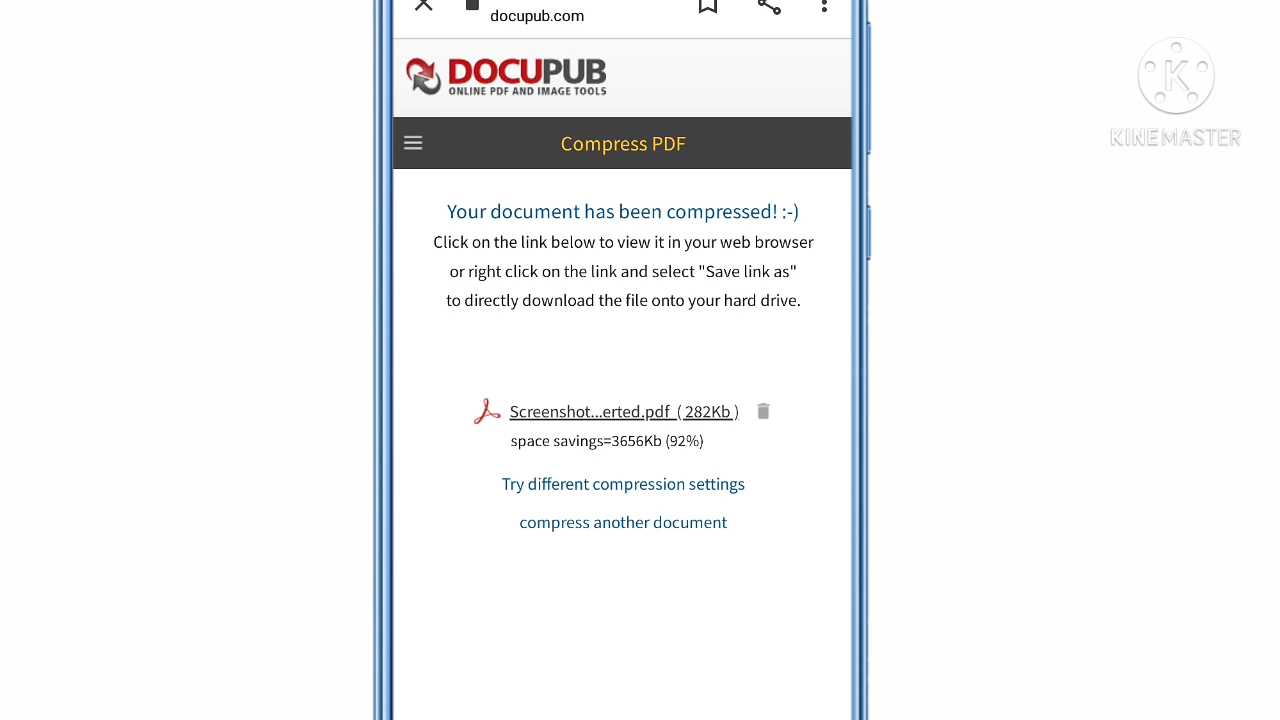 docupub.com
DOCUPUB
ONLINE PDF AND IMAGE TOOLS
K
KINEMASTER
Compress PDF
Your document has been compressed! :-)
Click on the link below to view it in your web browser
or right click on the link and select "Save link as"
to directly download the file onto your hard drive.
Screenshot...erted.pdf ( 282Kb )
space savings=3656Kb (92%)
Try different compression settings
compress another document